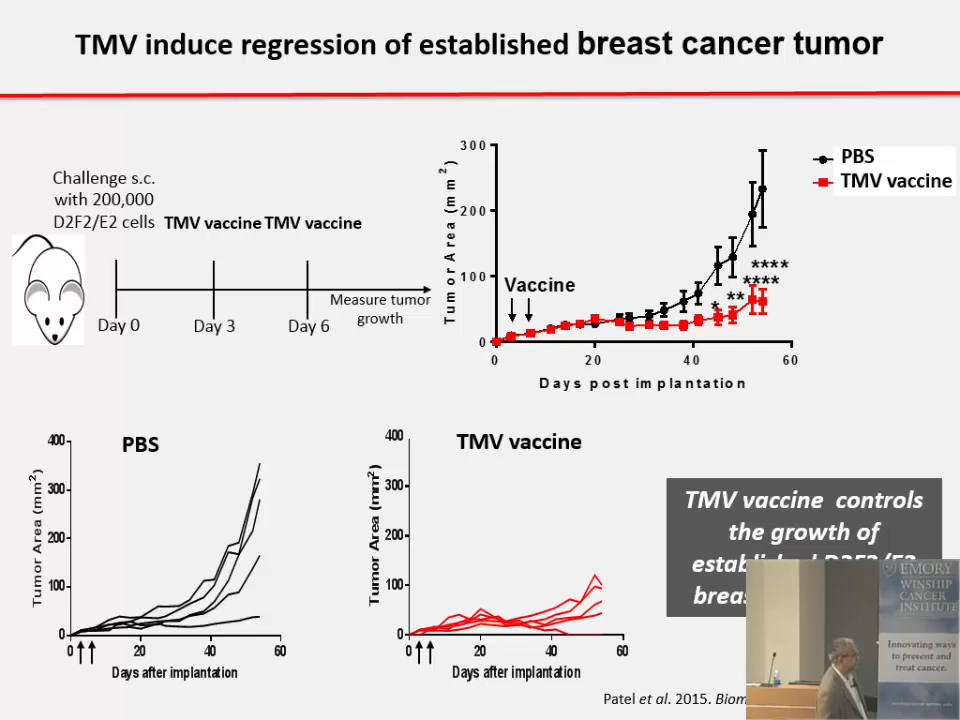 TMV induce regression of established breast cancer tumor
Challenge s.c.
with 200,000
D2F2/E2 cells
TMV vaccine TMV vaccine
Day 0
Day 3
Day 6
Measure tumor
growth
Tumor Area (mm2)
300
200
100
0
Vaccine
*
**
****
****
0
20
40
60
Days post implantation
PBS
TMV vaccine
PBS
Tumor Area (mm2)
400
300
200
100
0
0
20
40
60
Days after implantation
TMV vaccine
Tumor Area (mm2)
400
300
200
100
0
0
20
40
60
Days after implantation
TMV vaccine controls
the growth of
established D2F2/E2
breas
Patel et al. 2015. Biom
EMORY
WINSHIP
CANCER
INSTITUTE
Innovating ways
to prevent and
treat cancer.